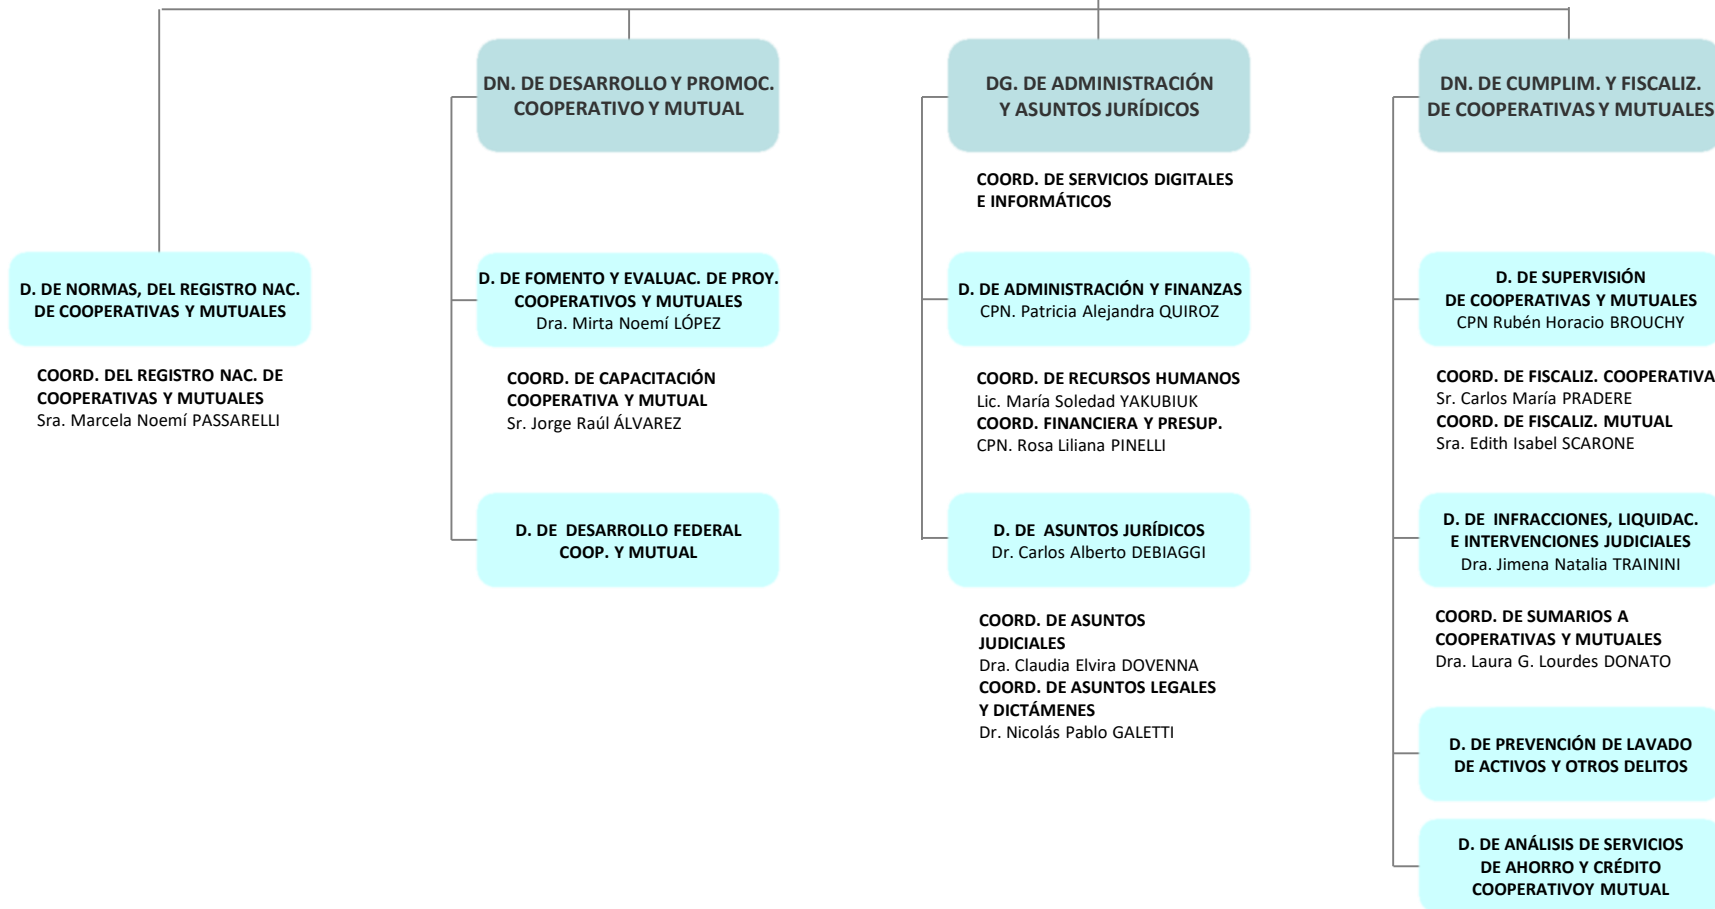 DN. DE DESARROLLO Y PROMOC.
COOPERATIVO Y MUTUAL
DG. DE ADMINISTRACIÓN
Y ASUNTOS JURÍDICOS
DN. DE CUMPLIM. Y FISCALIZ.
DE COOPERATIVAS Y MUTUALES
COORD. DE SERVICIOS DIGITALES
E INFORMÁTICOS
D. DE NORMAS, DEL REGISTRO NAC.
DE COOPERATIVAS Y MUTUALES
COORD. DEL REGISTRO NAC. DE
COOPERATIVAS Y MUTUALES
Sra. Marcela Noemí PASSARELLI
D. DE FOMENTO Y EVALUAC. DE PROY.
COOPERATIVOS Y MUTUALES
Dra. Mirta Noemí LÓPEZ
COORD. DE CAPACITACIÓN
COOPERATIVA Y MUTUAL
Sr. Jorge Raúl ÁLVAREZ
D. DE DESARROLLO FEDERAL
COOP. Y MUTUAL
D. DE ADMINISTRACIÓN Y FINANZAS
CPN. Patricia Alejandra QUIROZ
COORD. DE RECURSOS HUMANOS
Lic. María Soledad YAKUBIUK
COORD. FINANCIERA Y PRESUP.
CPN. Rosa Liliana PINELLI
D. DE ASUNTOS JURÍDICOS
Dr. Carlos Alberto DEBIAGGI
COORD. DE ASUNTOS
JUDICIALES
Dra. Claudia Elvira DOVENNA
COORD. DE ASUNTOS LEGALES
Y DICTÁMENES
Dr. Nicolás Pablo GALETTI
D. DE SUPERVISIÓN
DE COOPERATIVAS Y MUTUALES
CPN Rubén Horacio BROUCHY
COORD. DE FISCALIZ. COOPERATIVA
Sr. Carlos María PRADERE
COORD. DE FISCALIZ. MUTUAL
Sra. Edith Isabel SCARONE
D. DE INFRACCIONES, LIQUIDAC.
E INTERVENCIONES JUDICIALES
Dra. Jimena Natalia TRAININI
COORD. DE SUMARIOS A
COOPERATIVAS Y MUTUALES
Dra. Laura G. Lourdes DONATO
D. DE PREVENCIÓN DE LAVADO
DE ACTIVOS Y OTROS DELITOS
D. DE ANÁLISIS DE SERVICIOS
DE AHORRO Y CRÉDITO
COOPERATIVOY MUTUAL